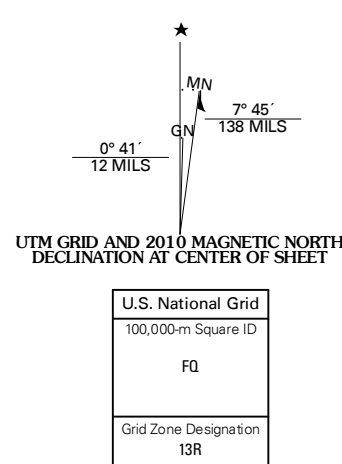 MN
7° 45´
138 MILS
GN
0° 41´
12 MILS
UTM GRID AND 2010 MAGNETIC NORTH
DECLINATION AT CENTER OF SHEET
U.S. National Grid
100,000-m Square ID
FQ
Grid Zone Designation
13R